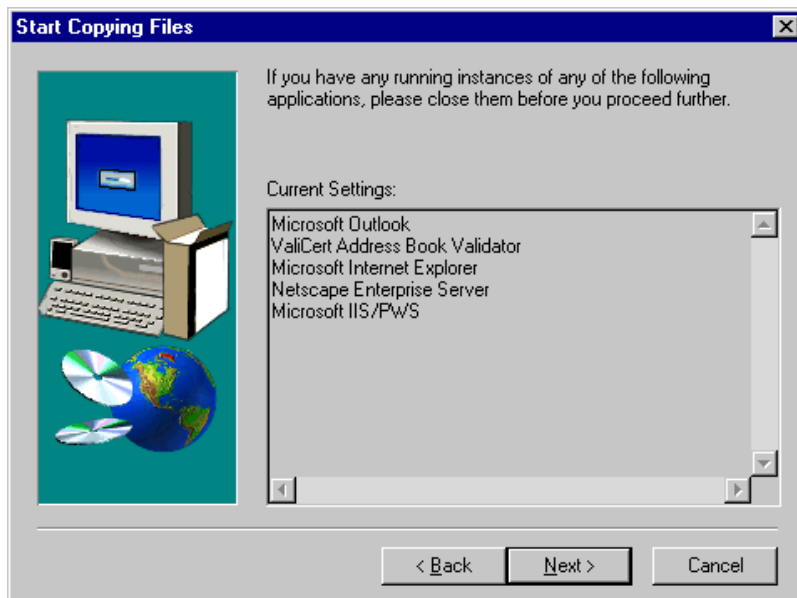 Start Copying Files
If you have any running instances of any of the following
applications, please close them before you proceed further.
Current Settings:
Microsoft Outlook
ValiCert Address Book Validator
Microsoft Internet Explorer
Netscape Enterprise Server
Microsoft IIS/PWS
< Back
Next >
Cancel